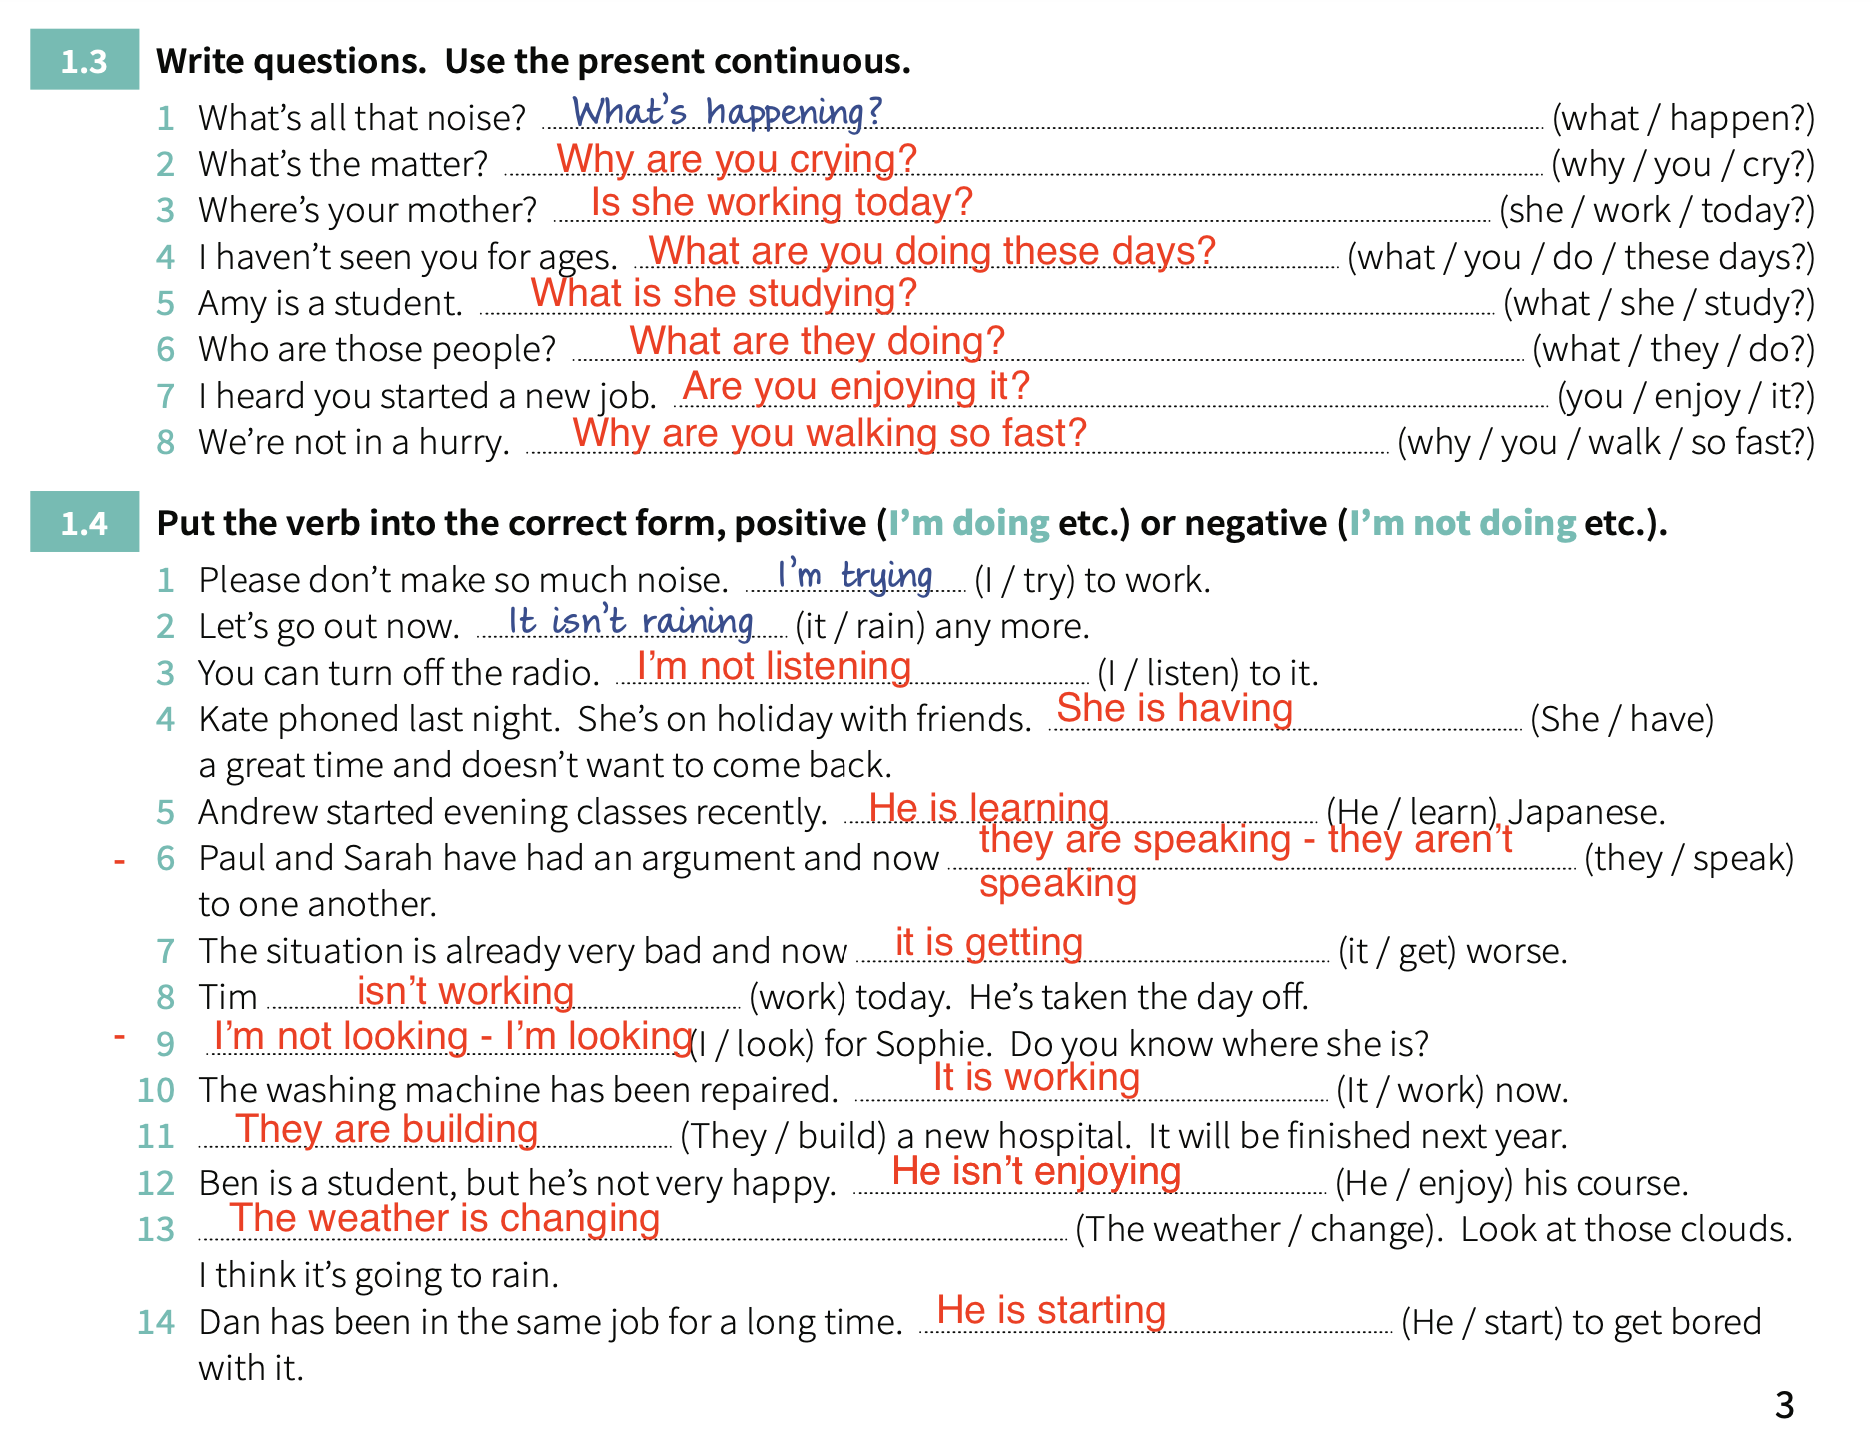 1.3 Write questions. Use the present continuous.
1 What's all that noise? What's happening? (what / happen?)
2 What's the matter? Why are you crying? (why / you / cry?)
3 Where's your mother? Is she working today? (she / work / today?)
4 I haven't seen you for ages. What are you doing these days? (what / you / do / these days?)
5 Amy is a student. What is she studying? (what / she / study?)
6 Who are those people? What are they doing? (what / they / do?)
7 I heard you started a new job. Are you enjoying it? (you / enjoy / it?)
8 We're not in a hurry. Why are you walking so fast? (why / you / walk / so fast?)
1.4 Put the verb into the correct form, positive (I'm doing etc.) or negative (I'm not doing etc.).
1 Please don't make so much noise. I'm trying (I / try) to work.
2 Let's go out now. It isn't raining (it / rain) any more.
3 You can turn off the radio. I'm not listening (I / listen) to it.
4 Kate phoned last night. She's on holiday with friends. She is having (She / have)
a great time and doesn't want to come back.
5 Andrew started evening classes recently. He is learning (He / learn) Japanese.
- 6 Paul and Sarah have had an argument and now they are speaking - they aren't (they / speak)
speaking
to one another.
7 The situation is already very bad and now it is getting (it / get) worse.
8 Tim isn't working (work) today. He's taken the day off.
- 9 I'm not looking - I'm looking (I / look) for Sophie. Do you know where she is?
10 The washing machine has been repaired. It is working (It / work) now.
11 They are building (They / build) a new hospital. It will be finished next year.
12 Ben is a student, but he's not very happy. He isn't enjoying (He / enjoy) his course.
13 The weather is changing (The weather / change). Look at those clouds.
I think it's going to rain.
14 Dan has been in the same job for a long time. He is starting (He / start) to get bored
with it.
3